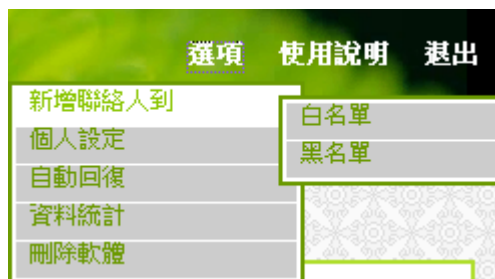 選項 使用說明 退出
新增聯絡人到
個人設定
自動回復
資料統計
刪除軟體
白名單
黑名單